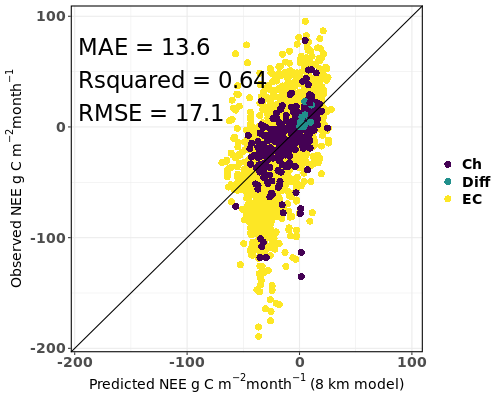 100
0
-100
-200
Observed NEE g C m⁻²month⁻¹
MAE = 13.6
Rsquared = 0.64
RMSE = 17.1
Ch
Diff
EC
-200 -100 0 100
Predicted NEE g C m⁻²month⁻¹ (8 km model)